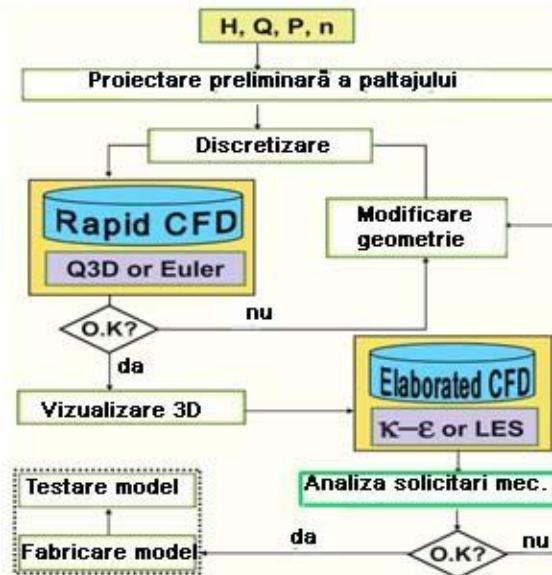 H, Q, P, n
Proiectare preliminară a paltajului
Discretizare
Rapid CFD
Q3D or Euler
Modificare
geometrie
O.K?
nu
da
Vizualizare 3D
Elaborated CFD
κ–ε or LES
Analiza solicitari mec.
Testare model
Fabricare model
da
O.K?
nu